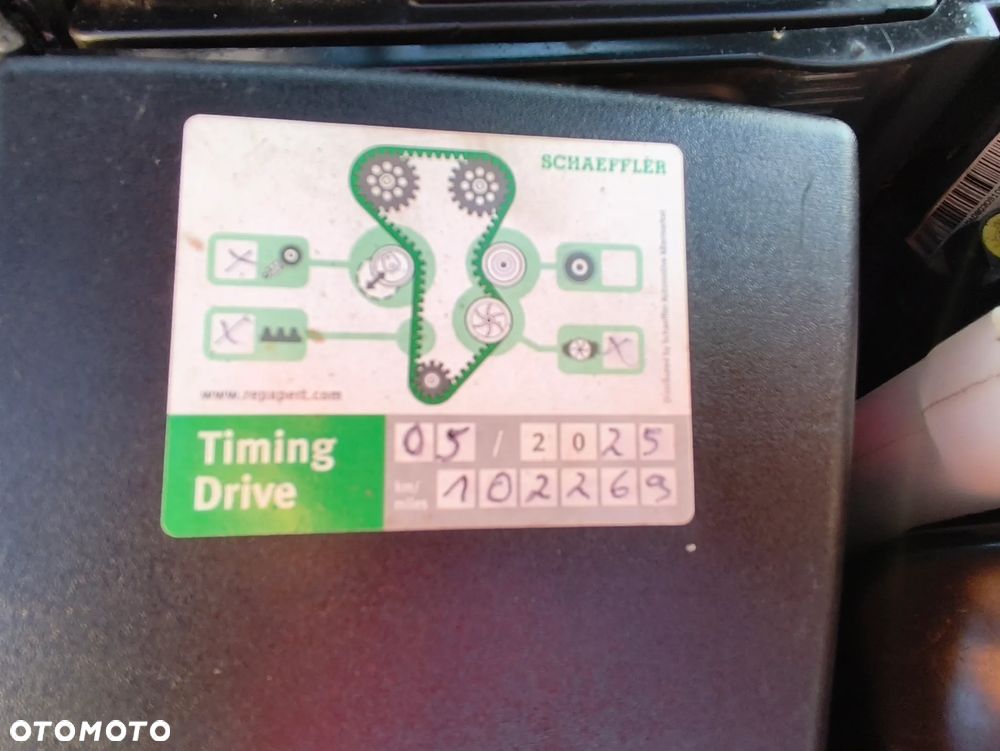 SCHAEFFLER
X
X
X
www.repxpert.com
Timing Drive
05 / 2025
km/miles 102269
OTOMOTO